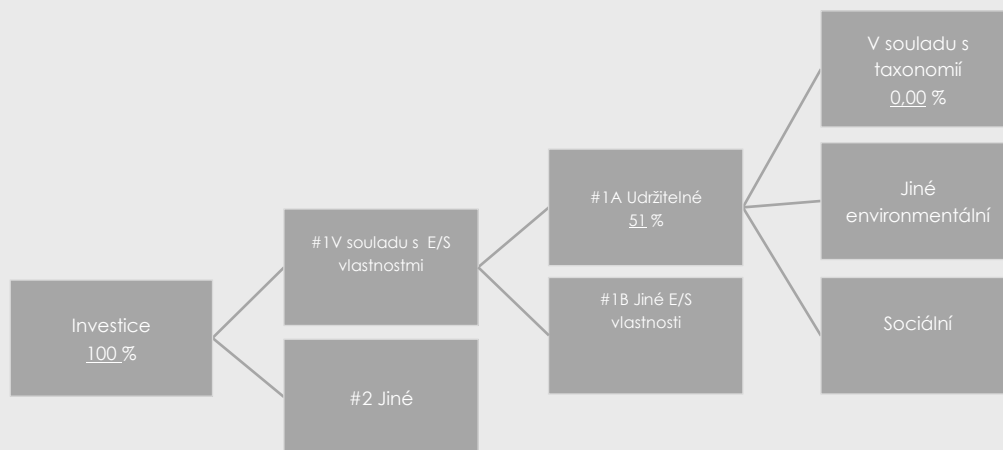 Investice
100 %
#1V souladu s  E/S
vlastnostmi
#2 Jiné
#1A Udržitelné
51 %
#1B Jiné E/S
vlastnosti
V souladu s
taxonomií
0,00 %
Jiné
environmentální
Sociální